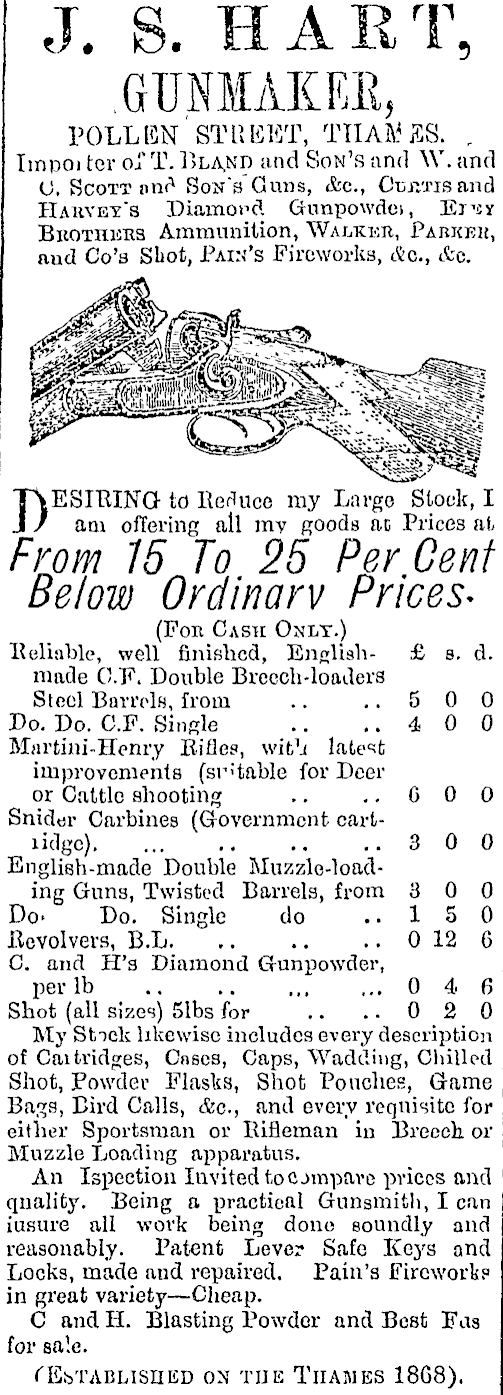 J. S. HART,
GUNMAKER,
POLLEN STREET, THAMES.
Importer of T. BLAND and SON'S and W. and
C. SCOTT and SON'S Guns, &c., CURTIS and
HARVEY'S Diamond Gunpowder, ELEY
BROTHERS Ammunition, WALKER, PARKER,
and Co's Shot, PAIN'S Fireworks, &c., &c.
DESIRING to Reduce my Large Stock, I
am offering all my goods at Prices at
From 15 To 25 Per Cent
Below Ordinary Prices.
(FOR CASH ONLY.)
Reliable, well finished, English- £ s. d.
made C.F. Double Breech-loaders
Steel Barrels, from .. .. 5 0 0
Do. Do. C.F. Single .. .. 4 0 0
Martini-Henry Rifles, with latest
improvements (suitable for Deer
or Cattle shooting .. .. 6 0 0
Snider Carbines (Government cart-
ridge). ... .. .. .. 3 0 0
English-made Double Muzzle-load-
ing Guns, Twisted Barrels, from 3 0 0
Do. Do. Single do .. 1 5 0
Revolvers, B.L. .. .. .. 0 12 6
C. and H's Diamond Gunpowder,
per lb .. .. ... ... 0 4 6
Shot (all sizes) 5lbs for .. .. 0 2 0
My Stock likewise includes every description
of Cartridges, Cases, Caps, Wadding, Chilled
Shot, Powder Flasks, Shot Pouches, Game
Bags, Bird Calls, &c., and every requisite for
either Sportsman or Rifleman in Breech or
Muzzle Loading apparatus.
An Ispection Invited to compare prices and
quality. Being a practical Gunsmith, I can
insure all work being done soundly and
reasonably. Patent Lever Safe Keys and
Locks, made and repaired. Pain's Fireworks
in great variety—Cheap.
C and H. Blasting Powder and Best Fus
for sale.
(ESTABLISHED ON THE THAMES 1868).